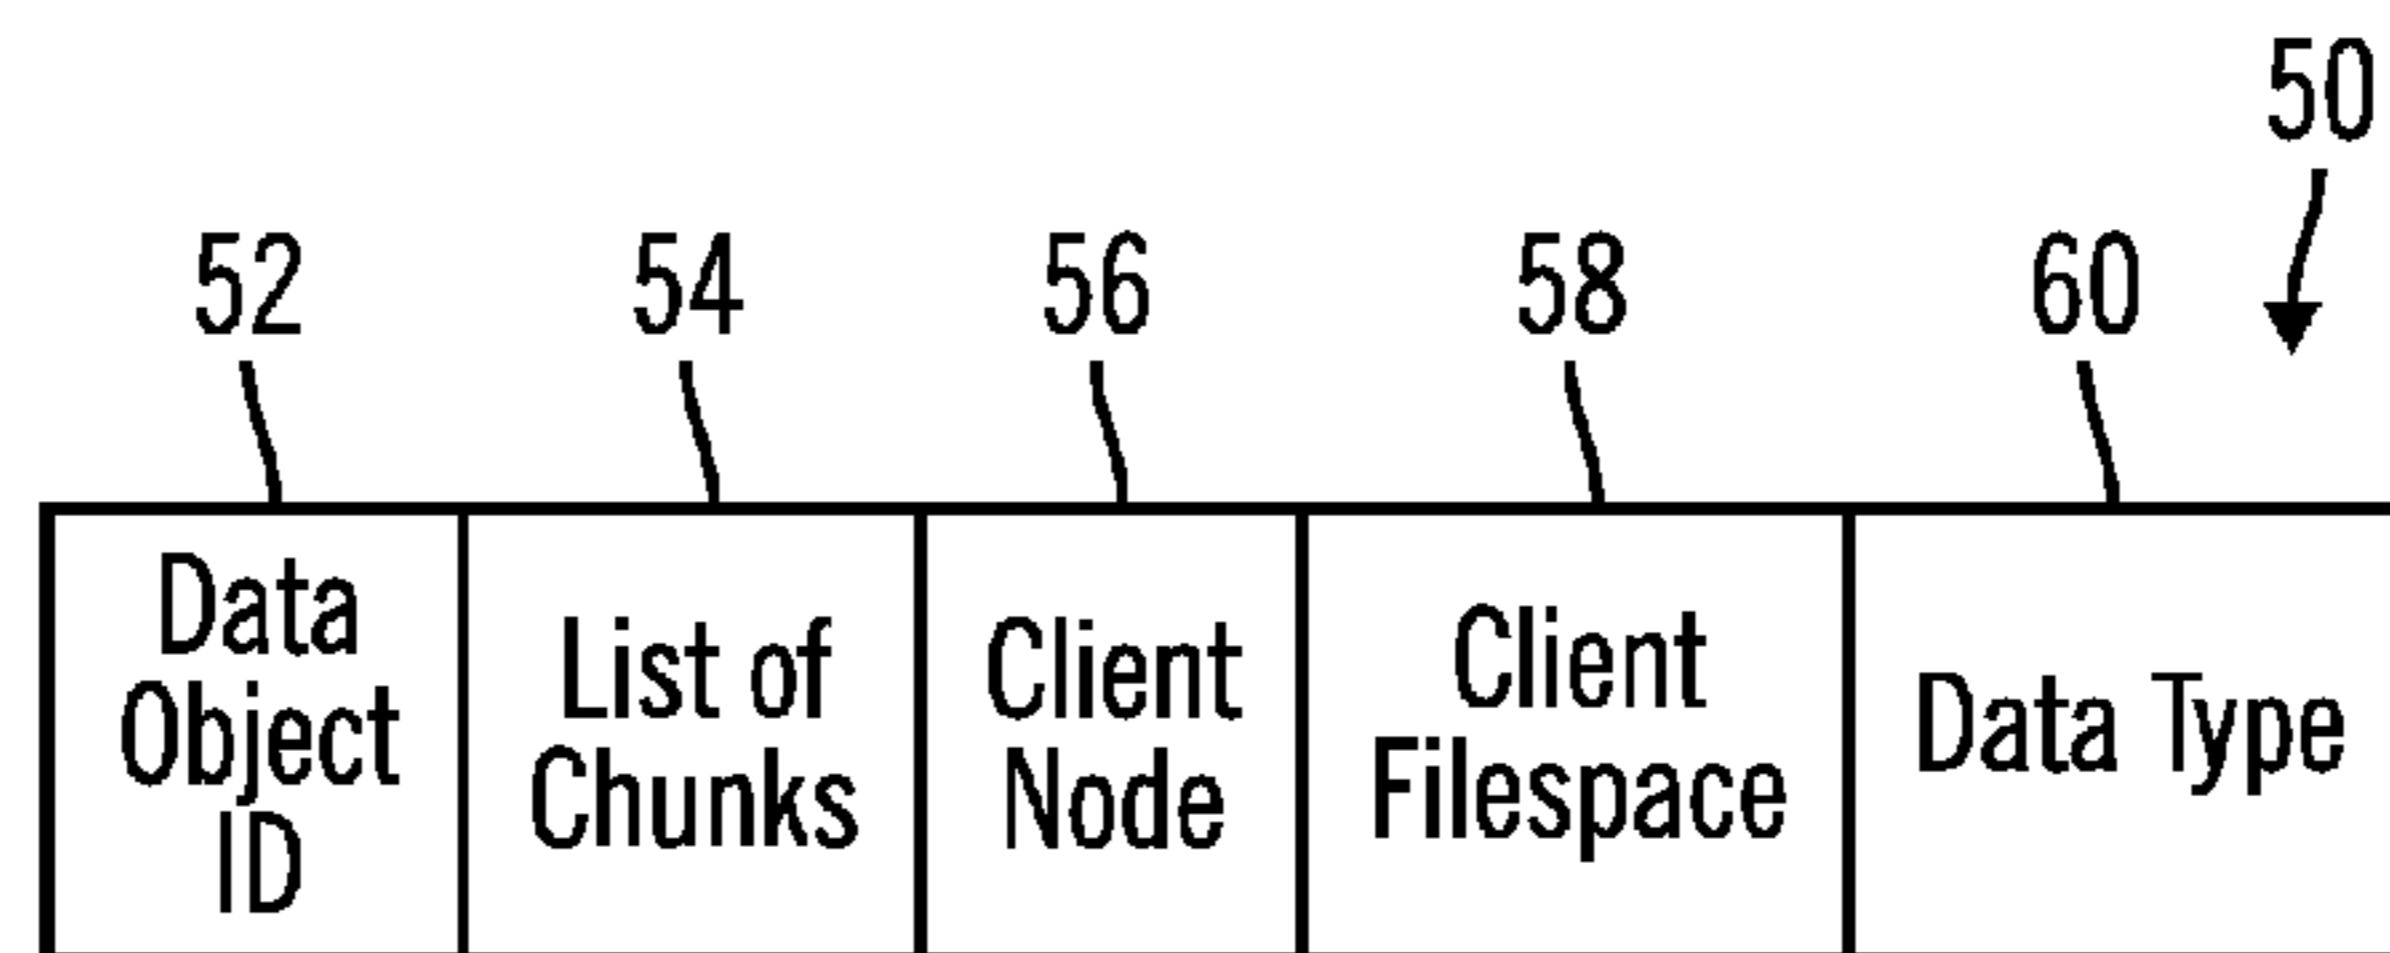 50
52 54 56 58 60
Data
Object
ID
List of
Chunks
Client
Node
Client
Filespace
Data Type